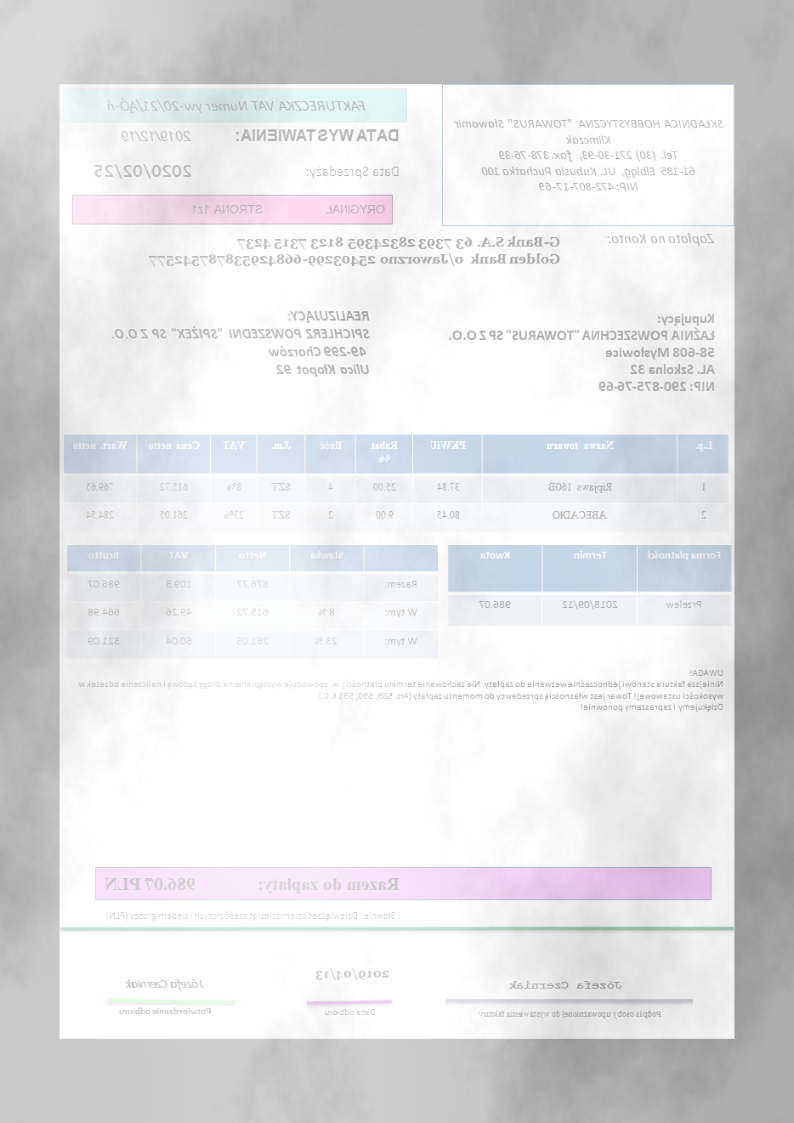 SKŁADNICA HOBBYSTYCZNA "TOWARUS" Sławomir
Klimczak
Tel. (30) 271-30-93, fax. 378-76-39
61-185 Elbląg, UL. Kubusia Puchatka 100
NIP: 472-807-17-69
FAKTURECZKA VAT Numer yw-20/21/AÓ-ń
DATA WYSTAWIENIA: 2019/12/19
Data Sprzedaży: 2020/02/25
ORYGINAŁ STRONA 1z1
Zapłata na Konto:
G-Bank S.A. 63 7393 2832 4395 8123 7315 4237
Golden Bank o/Jaworzno 25403299-668429538787542577
Kupujący:
ŁAŹNIA POWSZECHNA "TOWARUS" SP Z O.O.
58-608 Mysłowice
AL. Szkolna 32
NIP: 290-875-76-69
REALIZUJĄCY:
SPICHLERZ POWSZEDNI "SPIŻEX" SP Z O.O.
49-299 Chorzów
Ulica Kłopot 92
L.p. Nazwa towaru PKWiU Rabat % Ilość J.m. VAT Cena netto Wart. netto
1 Ripjaws 16GB 37.84 25.00 4 SZT 8% 615.72 769.65
2 ABECADŁO 80.45 9.00 2 SZT 23% 261.05 284.54
Forma płatności Termin Kwota
Przelew 2018/09/12 986.07
Stawka Netto VAT Brutto
Razem: 876.77 109.3 986.07
W tym: 8 % 615.72 49.26 664.98
W tym: 23 % 261.05 60.04 321.09
UWAGA!
Niniejsza faktura stanowi jednocześnie wezwanie do zapłaty. Nie zachowanie terminu płatności j.w. spowoduje wystąpienie na drogę sądową i naliczenie odsetek w
wysokości ustawowej! Towar jest własnością sprzedawcy do momentu zapłaty (Art. 589, 590, 591 K.C.)
Dziękujemy i zapraszamy ponownie!
Razem do zapłaty: 986.07 PLN
Słownie: Dziewięćset osiemdziesiąt sześć złotych i siedem groszy (PLN)
Józefa Czerniak
Podpis osoby upoważnionej do wystawienia faktury
2019/04/13
Data odbioru
Józefa Czerniak
Potwierdzenie odbioru